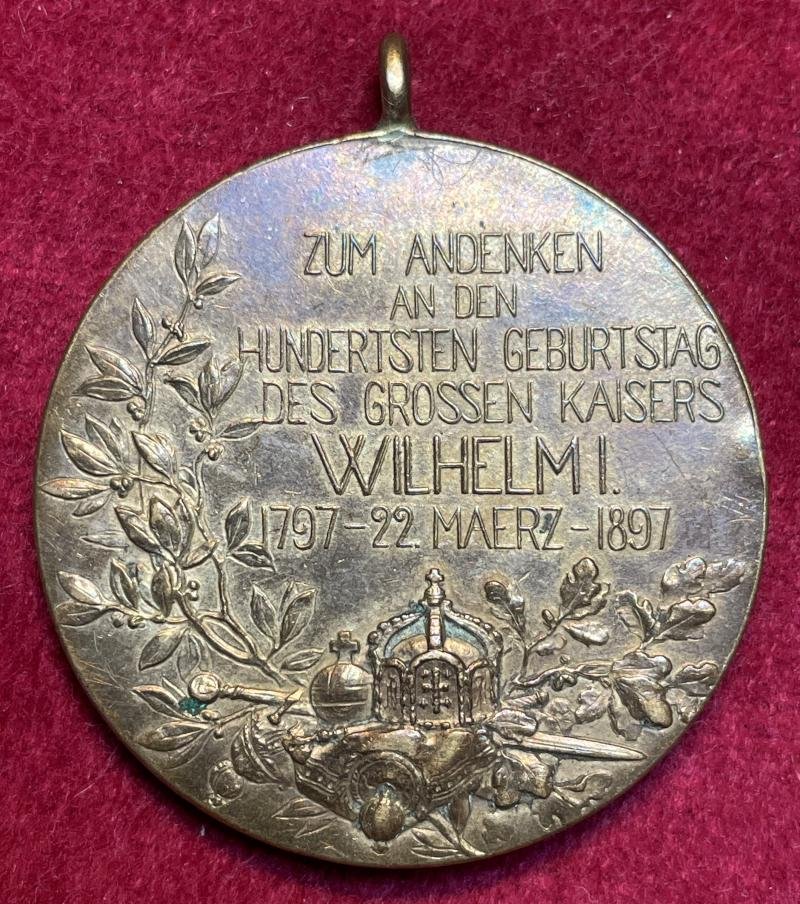 ZUM ANDENKEN
AN DEN
HUNDERTSTEN GEBURTSTAG
DES GROSSEN KAISERS
WILHELM I.
1797–22. MAERZ–1897